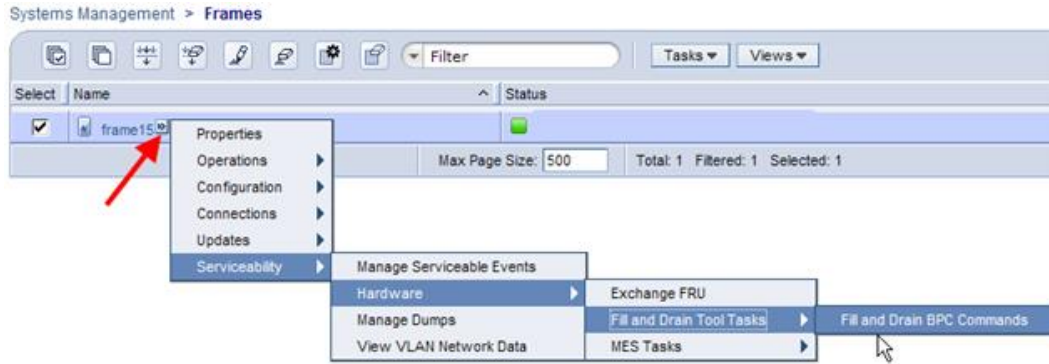 Systems Management > Frames
Filter
Tasks
Views
Select
Name
Status
frame15
Max Page Size: 500
Total: 1 Filtered: 1 Selected: 1
Properties
Operations
Configuration
Connections
Updates
Serviceability
Manage Serviceable Events
Hardware
Manage Dumps
View VLAN Network Data
Exchange FRU
Fill and Drain Tool Tasks
MES Tasks
Fill and Drain BPC Commands